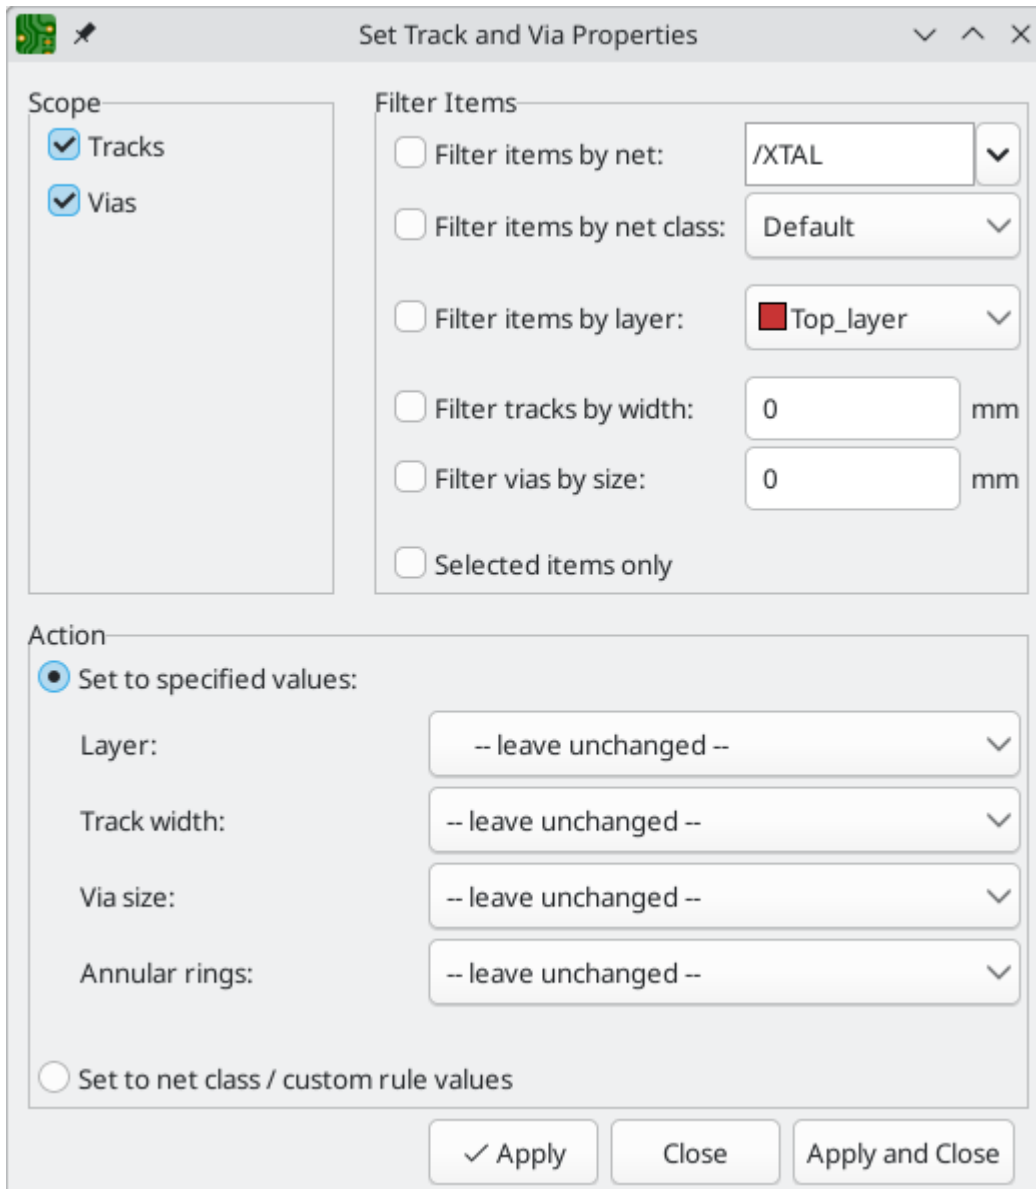 Set Track and Via Properties
Scope
Tracks
Vias
Filter Items
Filter items by net: /XTAL
Filter items by net class: Default
Filter items by layer: Top_layer
Filter tracks by width: 0 mm
Filter vias by size: 0 mm
Selected items only
Action
Set to specified values:
Layer: -- leave unchanged --
Track width: -- leave unchanged --
Via size: -- leave unchanged --
Annular rings: -- leave unchanged --
Set to net class / custom rule values
Apply Close Apply and Close